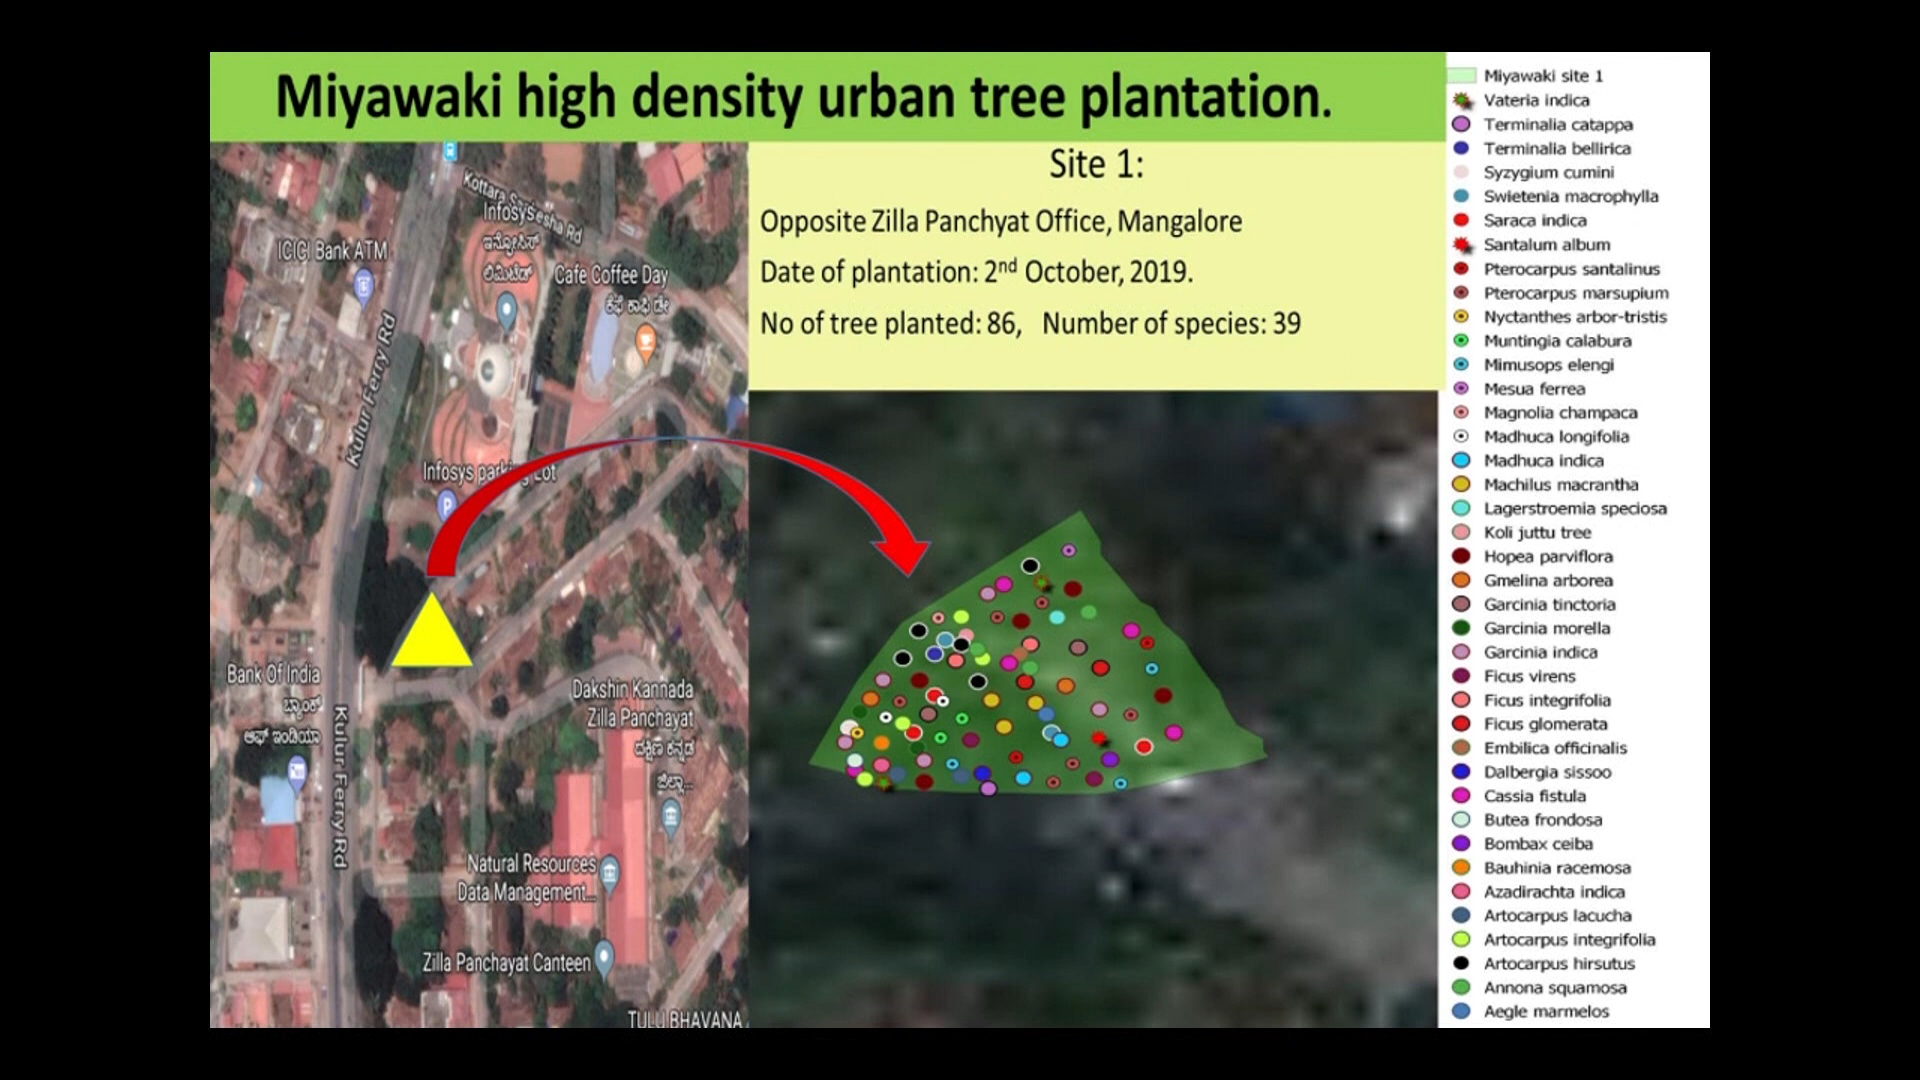 Miyawaki high density urban tree plantation.
Site 1:
Opposite Zilla Panchyat Office, Mangalore
Date of plantation: 2nd October, 2019.
No of tree planted: 86, Number of species: 39
Kottara
Infosys
ಇನ್ಫೋಸಿಸ್
ಲಿಮಿಟೆಡ್
ICICI Bank ATM
Cafe Coffee Day
ಕೆಫೆ ಕಾಫಿ ಡೇ
Kulur Ferry Rd
Infosys parking Lot
Bank Of India
ಬ್ಯಾಂಕ್
ಆಫ್ ಇಂಡಿಯಾ
Kulur Ferry Rd
Dakshin Kannada
Zilla Panchayat
ದಕ್ಷಿಣ ಕನ್ನಡ
ಜಿಲ್ಲಾ...
Natural Resources
Data Management...
Zilla Panchayat Canteen
TULU BHAVANA
Miyawaki site 1
Vateria indica
Terminalia catappa
Terminalia bellirica
Syzygium cumini
Swietenia macrophylla
Saraca indica
Santalum album
Pterocarpus santalinus
Pterocarpus marsupium
Nyctanthes arbor-tristis
Muntingia calabura
Mimusops elengi
Mesua ferrea
Magnolia champaca
Madhuca longifolia
Madhuca indica
Machilus macrantha
Lagerstroemia speciosa
Koli juttu tree
Hopea parviflora
Gmelina arborea
Garcinia tinctoria
Garcinia morella
Garcinia indica
Ficus virens
Ficus integrifolia
Ficus glomerata
Embilica officinalis
Dalbergia sissoo
Cassia fistula
Butea frondosa
Bombax ceiba
Bauhinia racemosa
Azadirachta indica
Artocarpus lacucha
Artocarpus integrifolia
Artocarpus hirsutus
Annona squamosa
Aegle marmelos